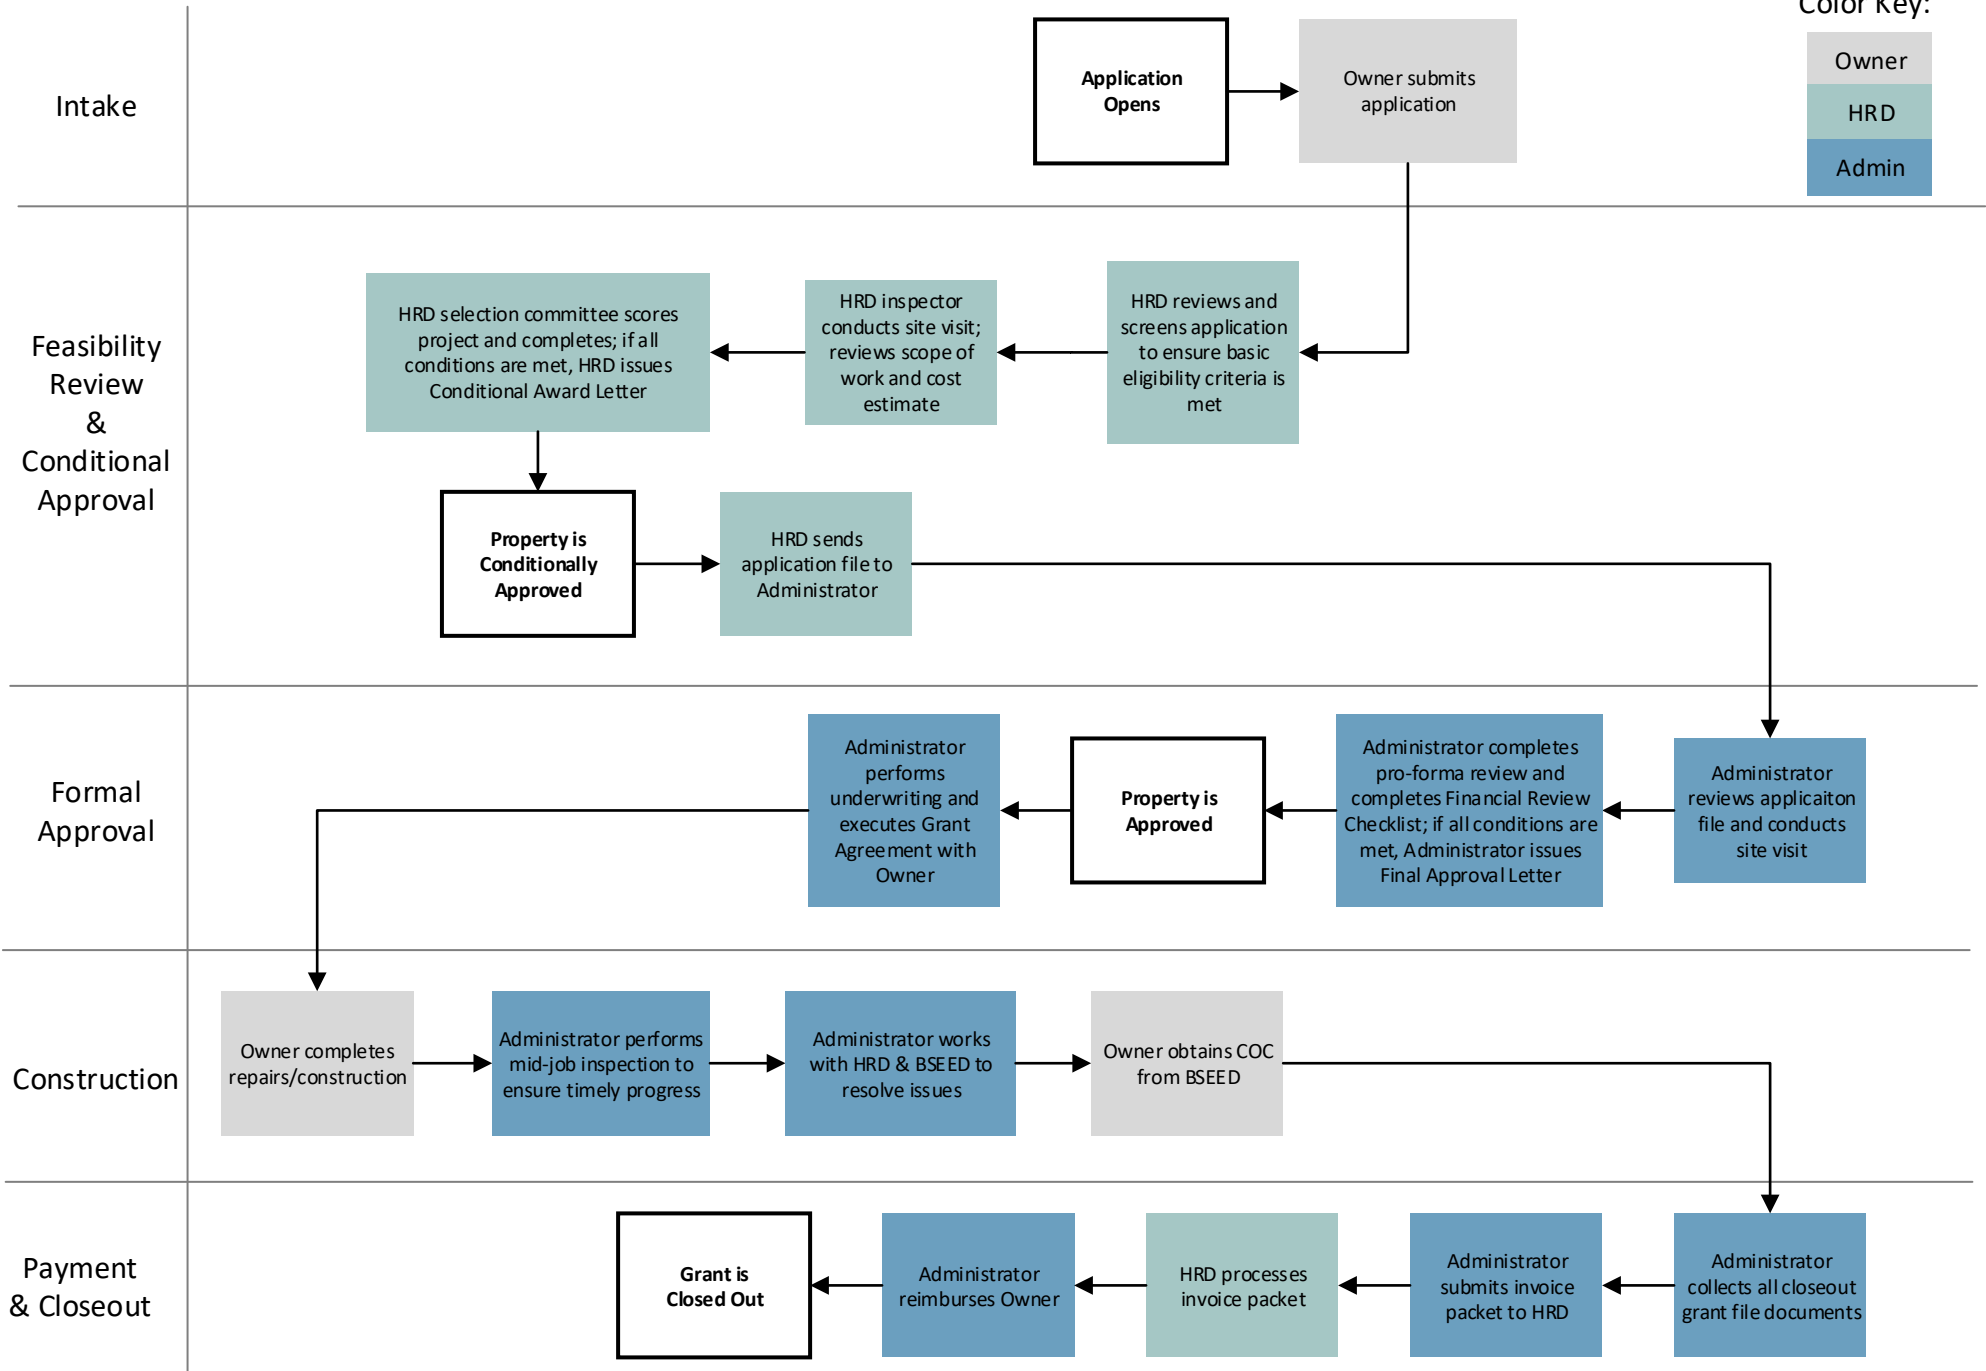 Color Key:
Owner
HRD
Admin
Intake
Application
Opens
Owner submits
application
Feasibility
Review
&
Conditional
Approval
HRD selection committee scores
project and completes; if all
conditions are met, HRD issues
Conditional Award Letter
HRD inspector
conducts site visit;
reviews scope of
work and cost
estimate
HRD reviews and
screens application
to ensure basic
eligibility criteria is
met
Property is
Conditionally
Approved
HRD sends
application file to
Administrator
Formal
Approval
Administrator
performs
underwriting and
executes Grant
Agreement with
Owner
Property is
Approved
Administrator completes
pro-forma review and
completes Financial Review
Checklist; if all conditions are
met, Administrator issues
Final Approval Letter
Administrator
reviews applicaiton
file and conducts
site visit
Construction
Owner completes
repairs/construction
Administrator performs
mid-job inspection to
ensure timely progress
Administrator works
with HRD & BSEED to
resolve issues
Owner obtains COC
from BSEED
Payment
& Closeout
Grant is
Closed Out
Administrator
reimburses Owner
HRD processes
invoice packet
Administrator
submits invoice
packet to HRD
Administrator
collects all closeout
grant file documents